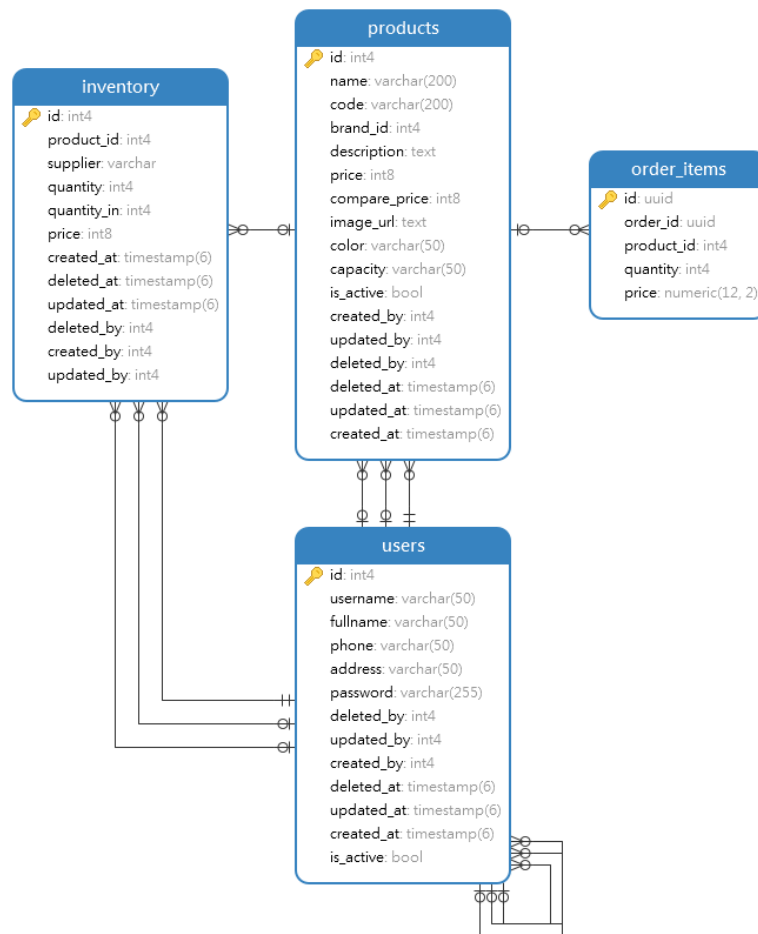 products
id: int4
name: varchar(200)
code: varchar(200)
brand_id: int4
description: text
price: int8
compare_price: int8
image_url: text
color: varchar(50)
capacity: varchar(50)
is_active: bool
created_by: int4
updated_by: int4
deleted_by: int4
deleted_at: timestamp(6)
updated_at: timestamp(6)
created_at: timestamp(6)
inventory
id: int4
product_id: int4
supplier: varchar
quantity: int4
quantity_in: int4
price: int8
created_at: timestamp(6)
deleted_at: timestamp(6)
updated_at: timestamp(6)
deleted_by: int4
created_by: int4
updated_by: int4
order_items
id: uuid
order_id: uuid
product_id: int4
quantity: int4
price: numeric(12, 2)
users
id: int4
username: varchar(50)
fullname: varchar(50)
phone: varchar(50)
address: varchar(50)
password: varchar(255)
deleted_by: int4
updated_by: int4
created_by: int4
deleted_at: timestamp(6)
updated_at: timestamp(6)
created_at: timestamp(6)
is_active: bool